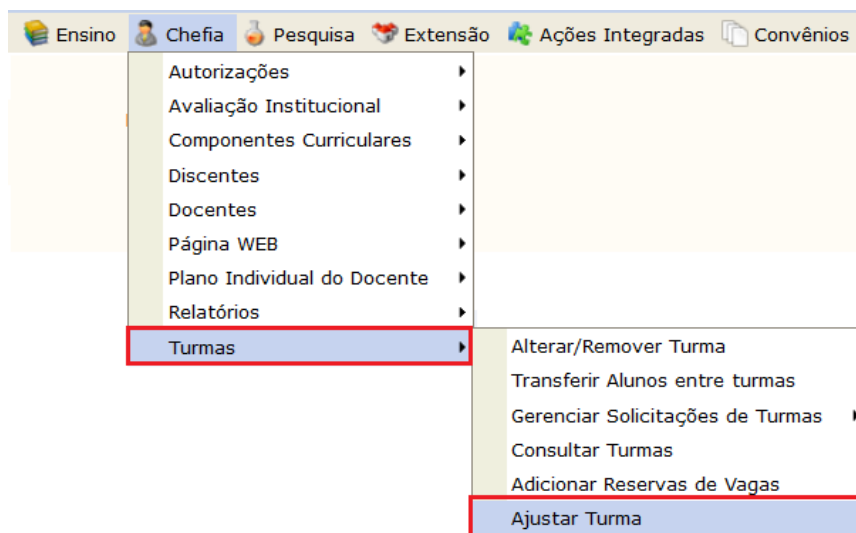 Ensino Chefia Pesquisa Extensão Ações Integradas Convênios
Autorizações
Avaliação Institucional
Componentes Curriculares
Discentes
Docentes
Página WEB
Plano Individual do Docente
Relatórios
Turmas
Alterar/Remover Turma
Transferir Alunos entre turmas
Gerenciar Solicitações de Turmas
Consultar Turmas
Adicionar Reservas de Vagas
Ajustar Turma